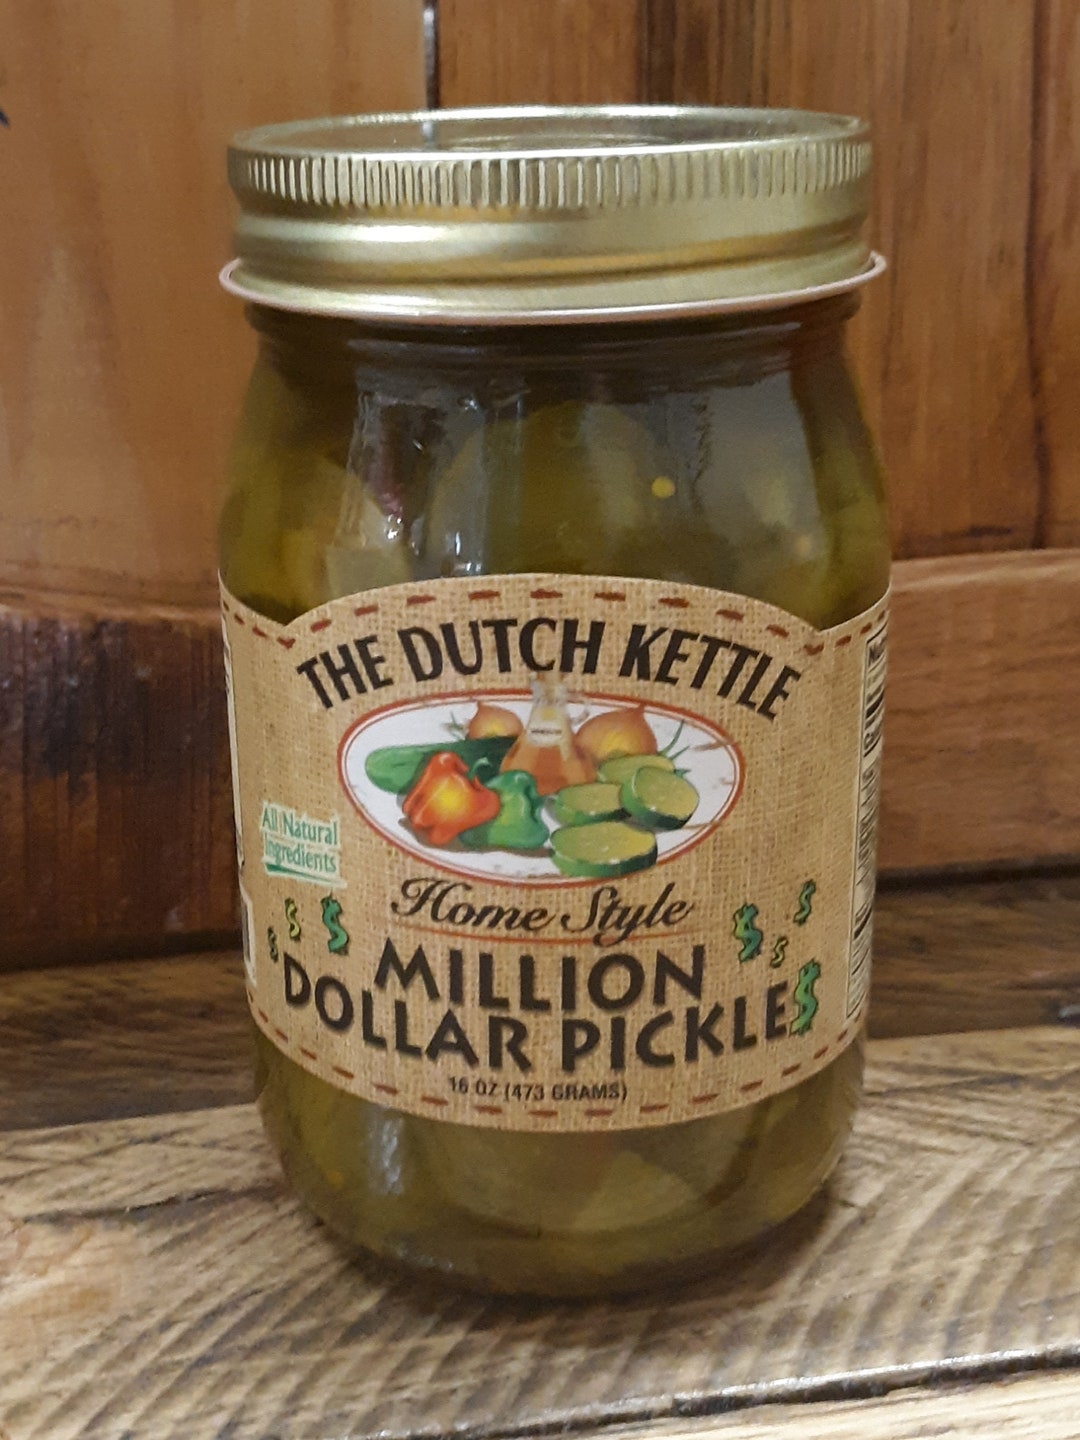 THE DUTCH KETTLE
All Natural
Ingredients
Home Style
MILLION
DOLLAR PICKLE$
16 OZ (473 GRAMS)